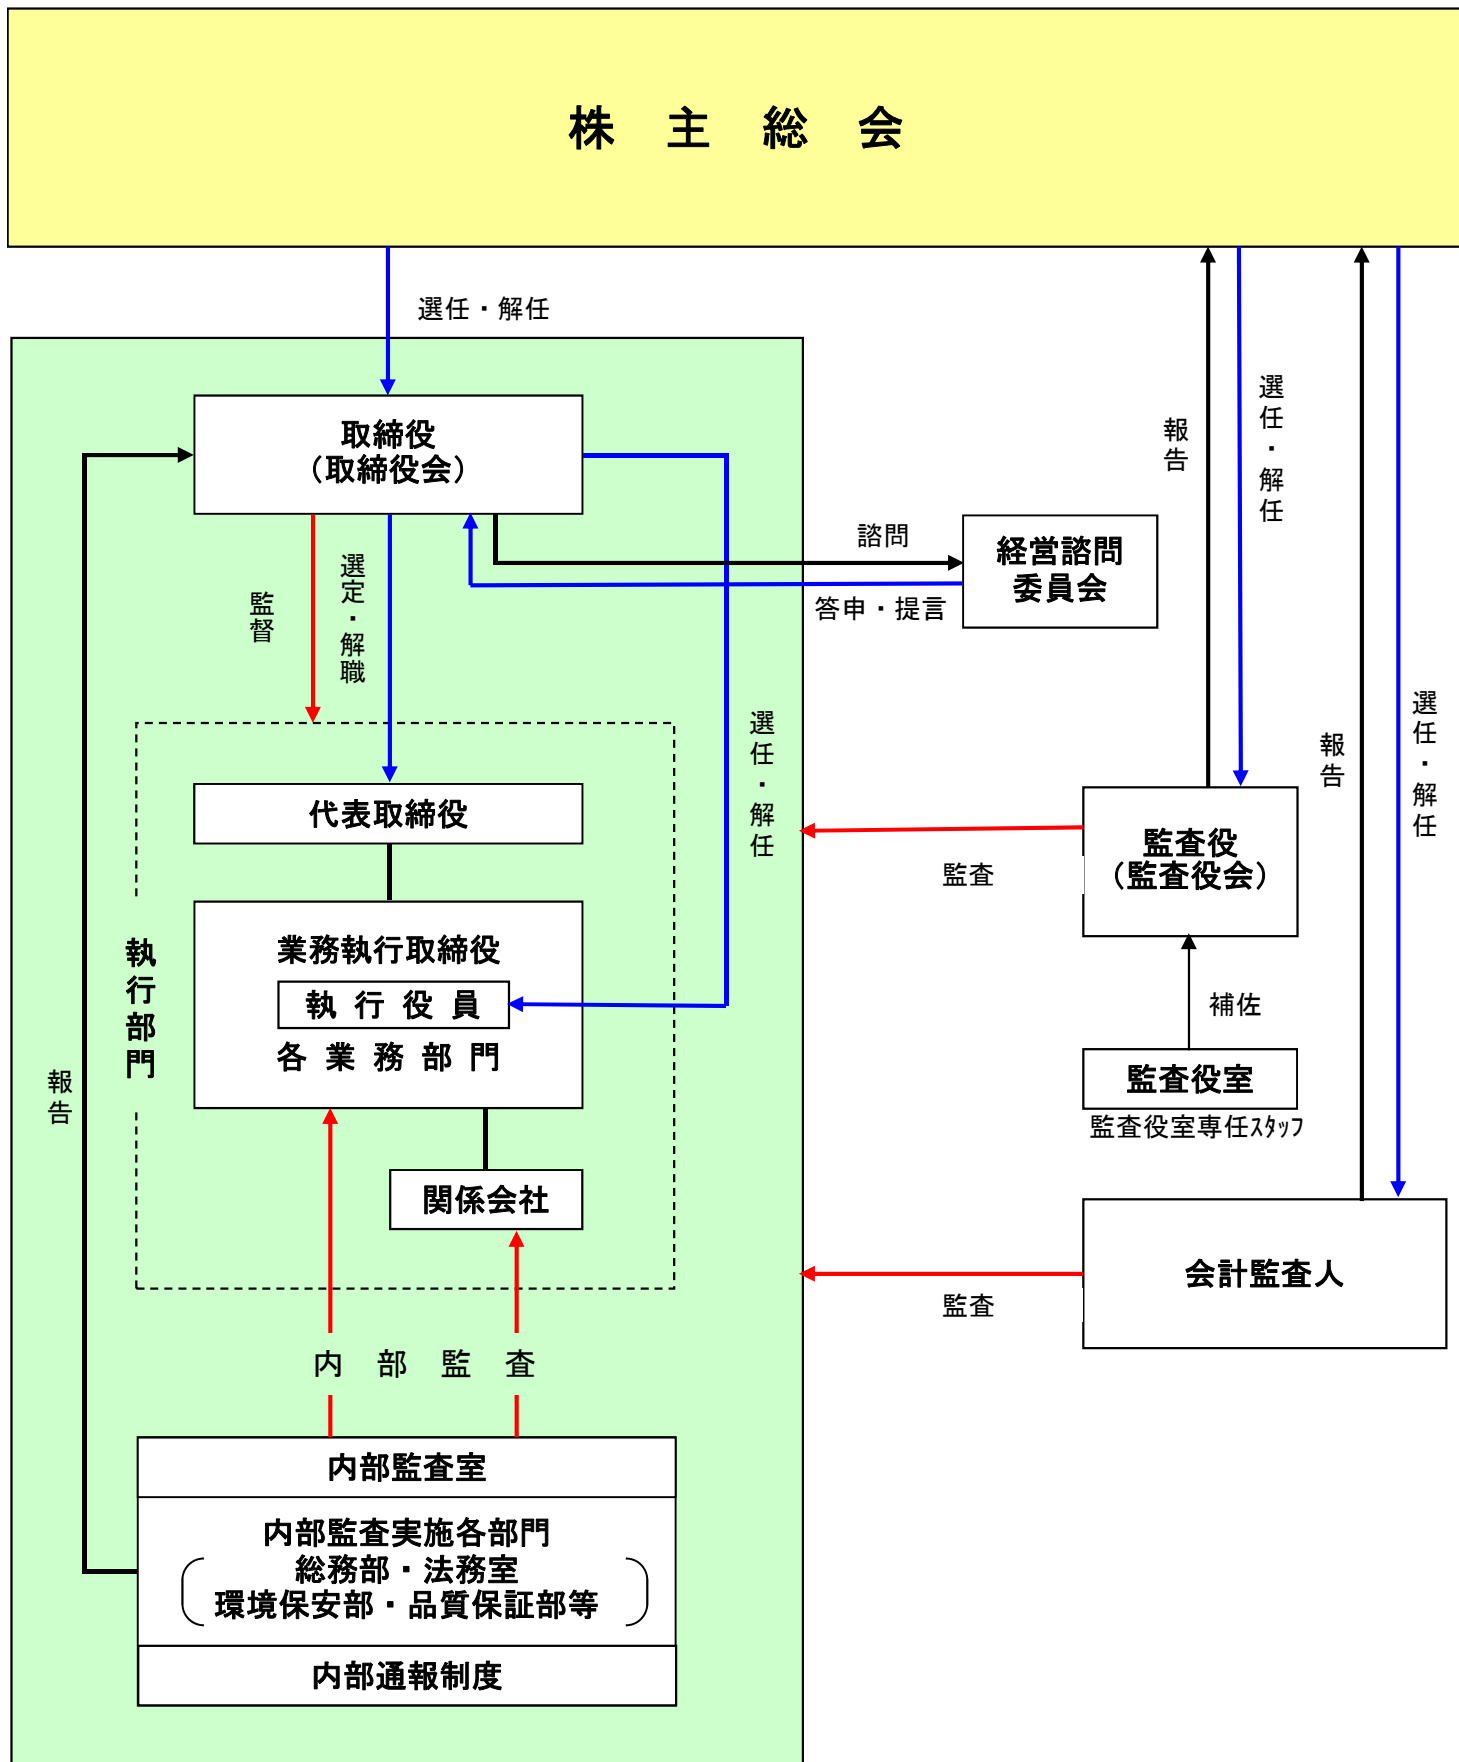 株 主 総 会
選任・解任
取締役
（取締役会）
報告
選任・解任
諮問
経営諮問
委員会
答申・提言
監督
選定・解職
選任・解任
報告
選任・解任
代表取締役
監査役
（監査役会）
監査
業務執行取締役
執 行 役 員
各 業 務 部 門
執行部門
補佐
監査役室
監査役室専任ｽﾀｯﾌ
報告
関係会社
会計監査人
監査
内 部 監 査
内部監査室
内部監査実施各部門
総務部・法務室
環境保安部・品質保証部等
内部通報制度